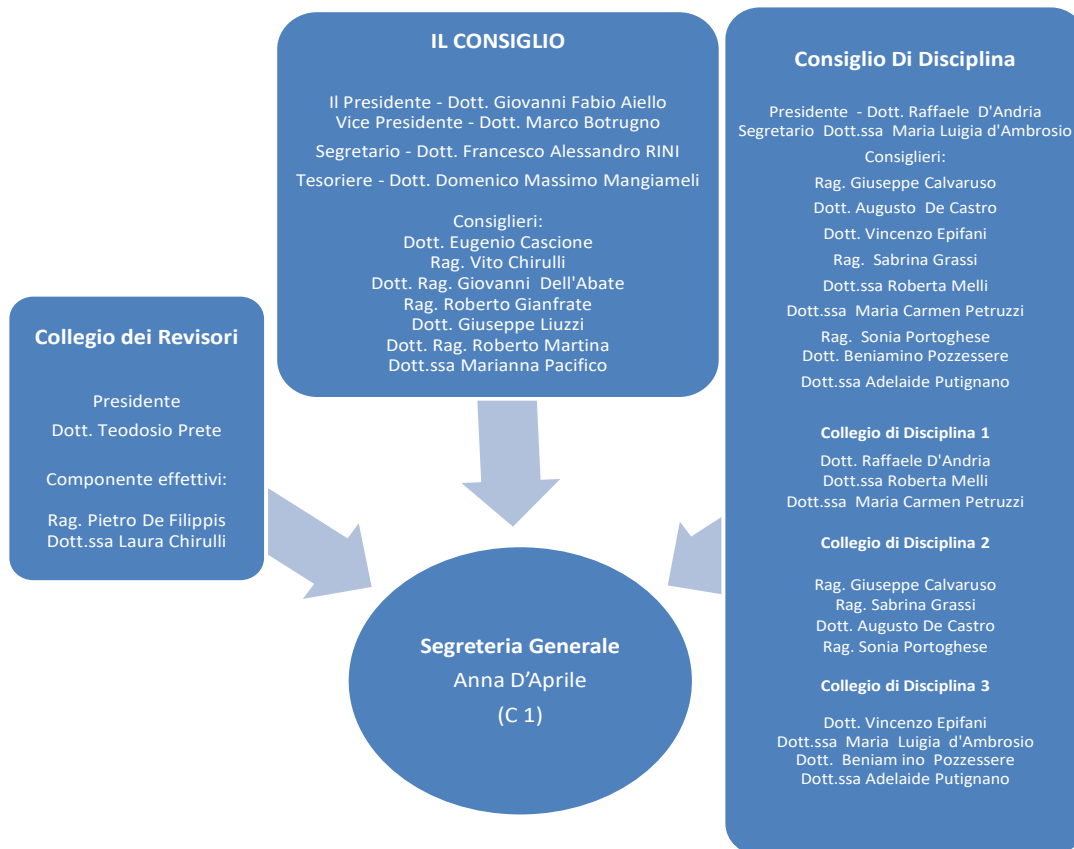 IL CONSIGLIO
Il Presidente - Dott. Giovanni Fabio Aiello
Vice Presidente - Dott. Marco Botrugno
Segretario - Dott. Francesco Alessandro RINI
Tesoriere - Dott. Domenico Massimo Mangiameli
Consiglieri:
Dott. Eugenio Cascione
Rag. Vito Chirulli
Dott. Rag. Giovanni Dell'Abate
Rag. Roberto Gianfrate
Dott. Giuseppe Liuzzi
Dott. Rag. Roberto Martina
Dott.ssa Marianna Pacifico
Consiglio Di Disciplina
Presidente - Dott. Raffaele D'Andria
Segretario Dott.ssa Maria Luigia d'Ambrosio
Consiglieri:
Rag. Giuseppe Calvaruso
Dott. Augusto De Castro
Dott. Vincenzo Epifani
Rag. Sabrina Grassi
Dott.ssa Roberta Melli
Dott.ssa Maria Carmen Petruzzi
Rag. Sonia Portoghese
Dott. Beniamino Pozzessere
Dott.ssa Adelaide Putignano
Collegio di Disciplina 1
Dott. Raffaele D'Andria
Dott.ssa Roberta Melli
Dott.ssa Maria Carmen Petruzzi
Collegio di Disciplina 2
Rag. Giuseppe Calvaruso
Rag. Sabrina Grassi
Dott. Augusto De Castro
Rag. Sonia Portoghese
Collegio di Disciplina 3
Dott. Vincenzo Epifani
Dott.ssa Maria Luigia d'Ambrosio
Dott. Beniam ino Pozzessere
Dott.ssa Adelaide Putignano
Collegio dei Revisori
Presidente
Dott. Teodosio Prete
Componente effettivi:
Rag. Pietro De Filippis
Dott.ssa Laura Chirulli
Segreteria Generale
Anna D’Aprile
(C 1)